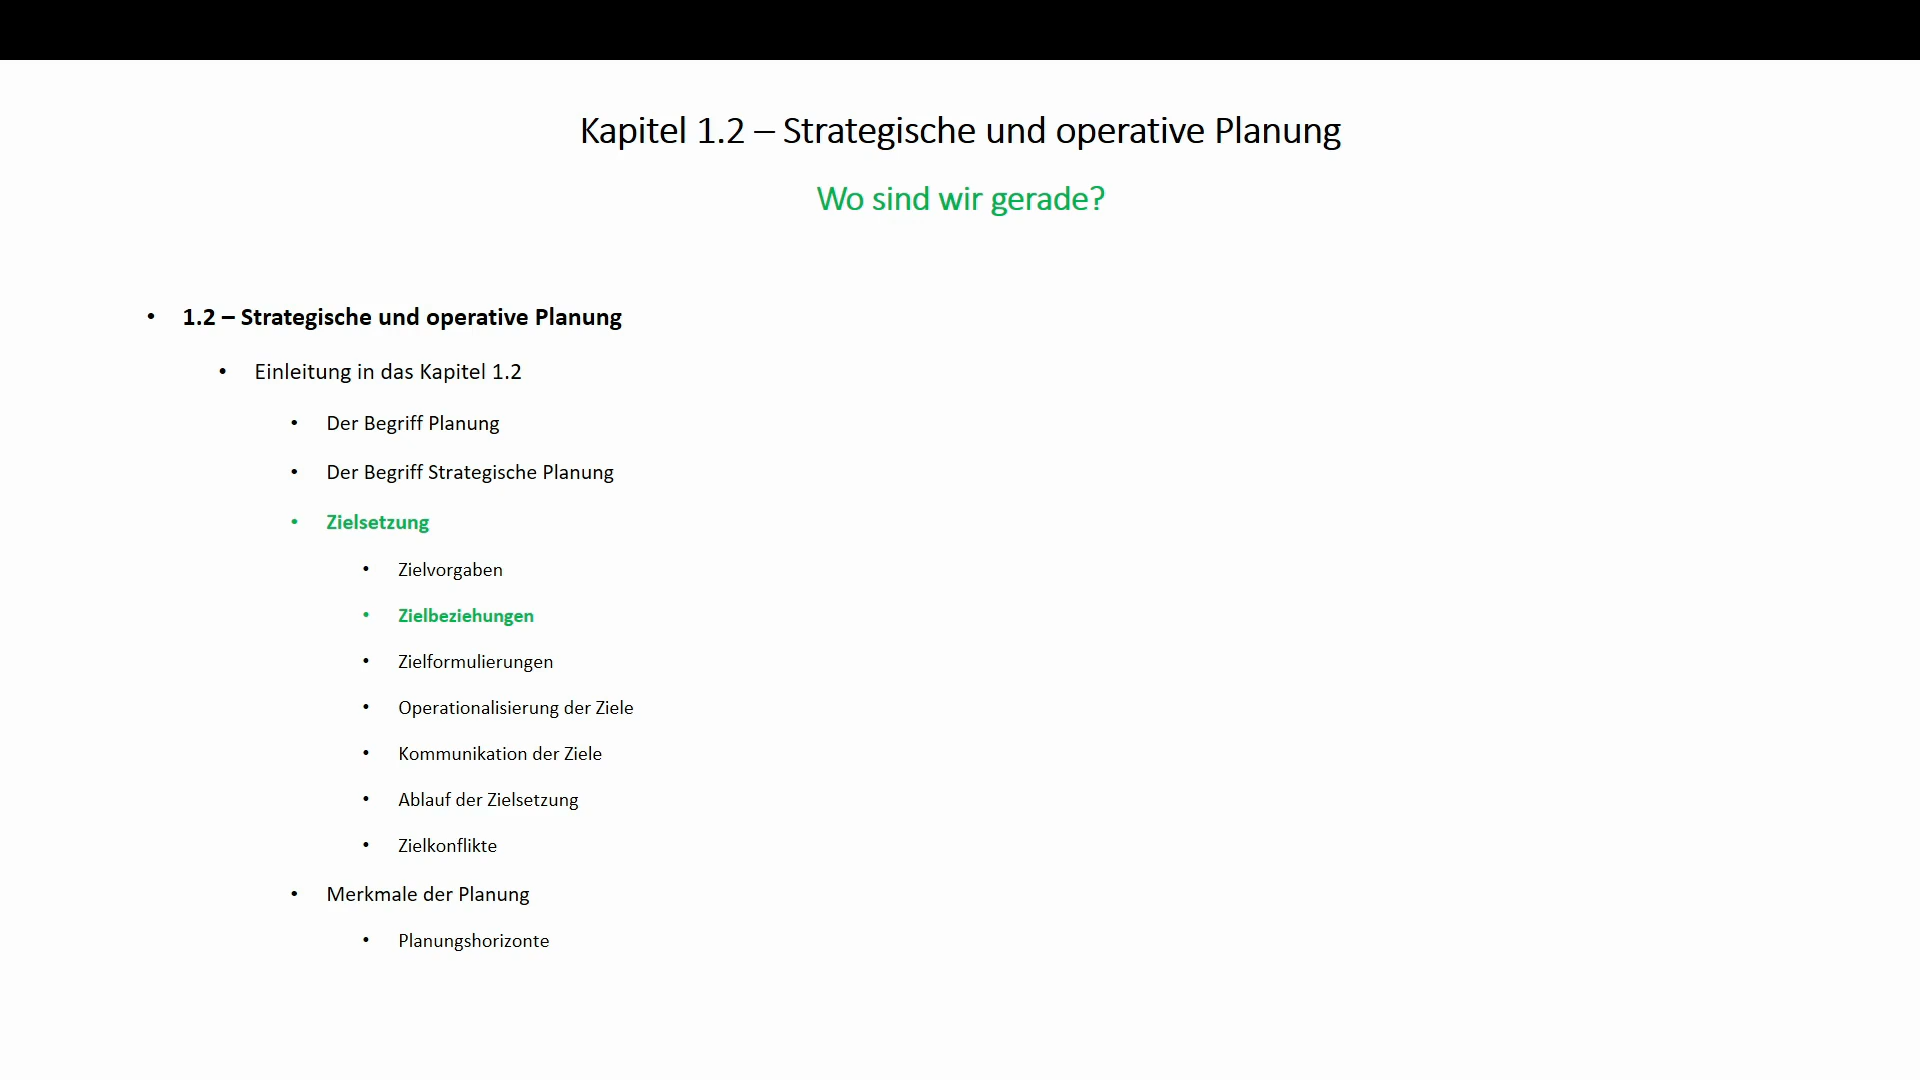 Kapitel 1.2 – Strategische und operative Planung
Wo sind wir gerade?
• 1.2 – Strategische und operative Planung
• Einleitung in das Kapitel 1.2
• Der Begriff Planung
• Der Begriff Strategische Planung
• Zielsetzung
• Zielvorgaben
• Zielbeziehungen
• Zielformulierungen
• Operationalisierung der Ziele
• Kommunikation der Ziele
• Ablauf der Zielsetzung
• Zielkonflikte
• Merkmale der Planung
• Planungshorizonte